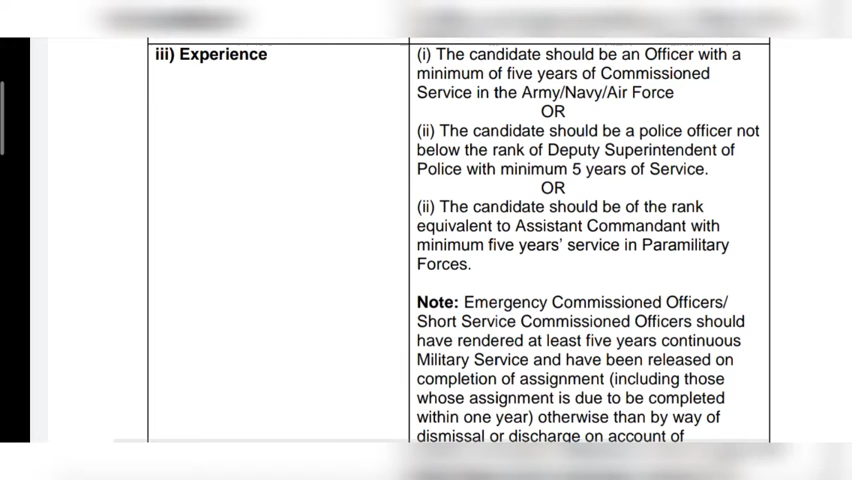 iii) Experience
(i) The candidate should be an Officer with a
minimum of five years of Commissioned
Service in the Army/Navy/Air Force
OR
(ii) The candidate should be a police officer not
below the rank of Deputy Superintendent of
Police with minimum 5 years of Service.
OR
(ii) The candidate should be of the rank
equivalent to Assistant Commandant with
minimum five years' service in Paramilitary
Forces.
Note: Emergency Commissioned Officers/
Short Service Commissioned Officers should
have rendered at least five years continuous
Military Service and have been released on
completion of assignment (including those
whose assignment is due to be completed
within one year) otherwise than by way of
dismissal or discharge on account of